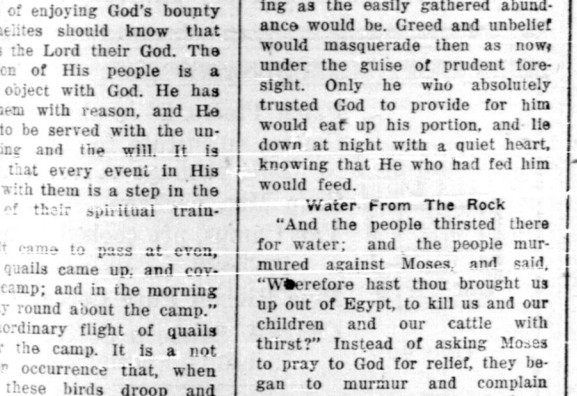 of enjoying God's bounty
elites should know that
the Lord their God. The
on of His people is a
object with God. He has
hem with reason, and He
to be served with the un-
ing and the will. It is
that every event in His
with them is a step in the
of their spiritual train-
it came to pass at even,
quails came up, and cov-
camp; and in the morning
y round about the camp."
ordinary flight of quails
the camp. It is a not
occurrence that, when
these birds droop and
ing as the easily gathered abund-
ance would be. Greed and unbelief
would masquerade then as now,
under the guise of prudent fore-
sight. Only he who absolutely
trusted God to provide for him
would eat up his portion, and lie
down at night with a quiet heart,
knowing that He who had fed him
would feed.
Water From The Rock
"And the people thirsted there
for water; and the people mur-
mured against Moses, and said,
"Wherefore hast thou brought us
up out of Egypt, to kill us and our
children and our cattle with
thirst?" Instead of asking Moses
to pray to God for relief, they be-
gan to murmur and complain